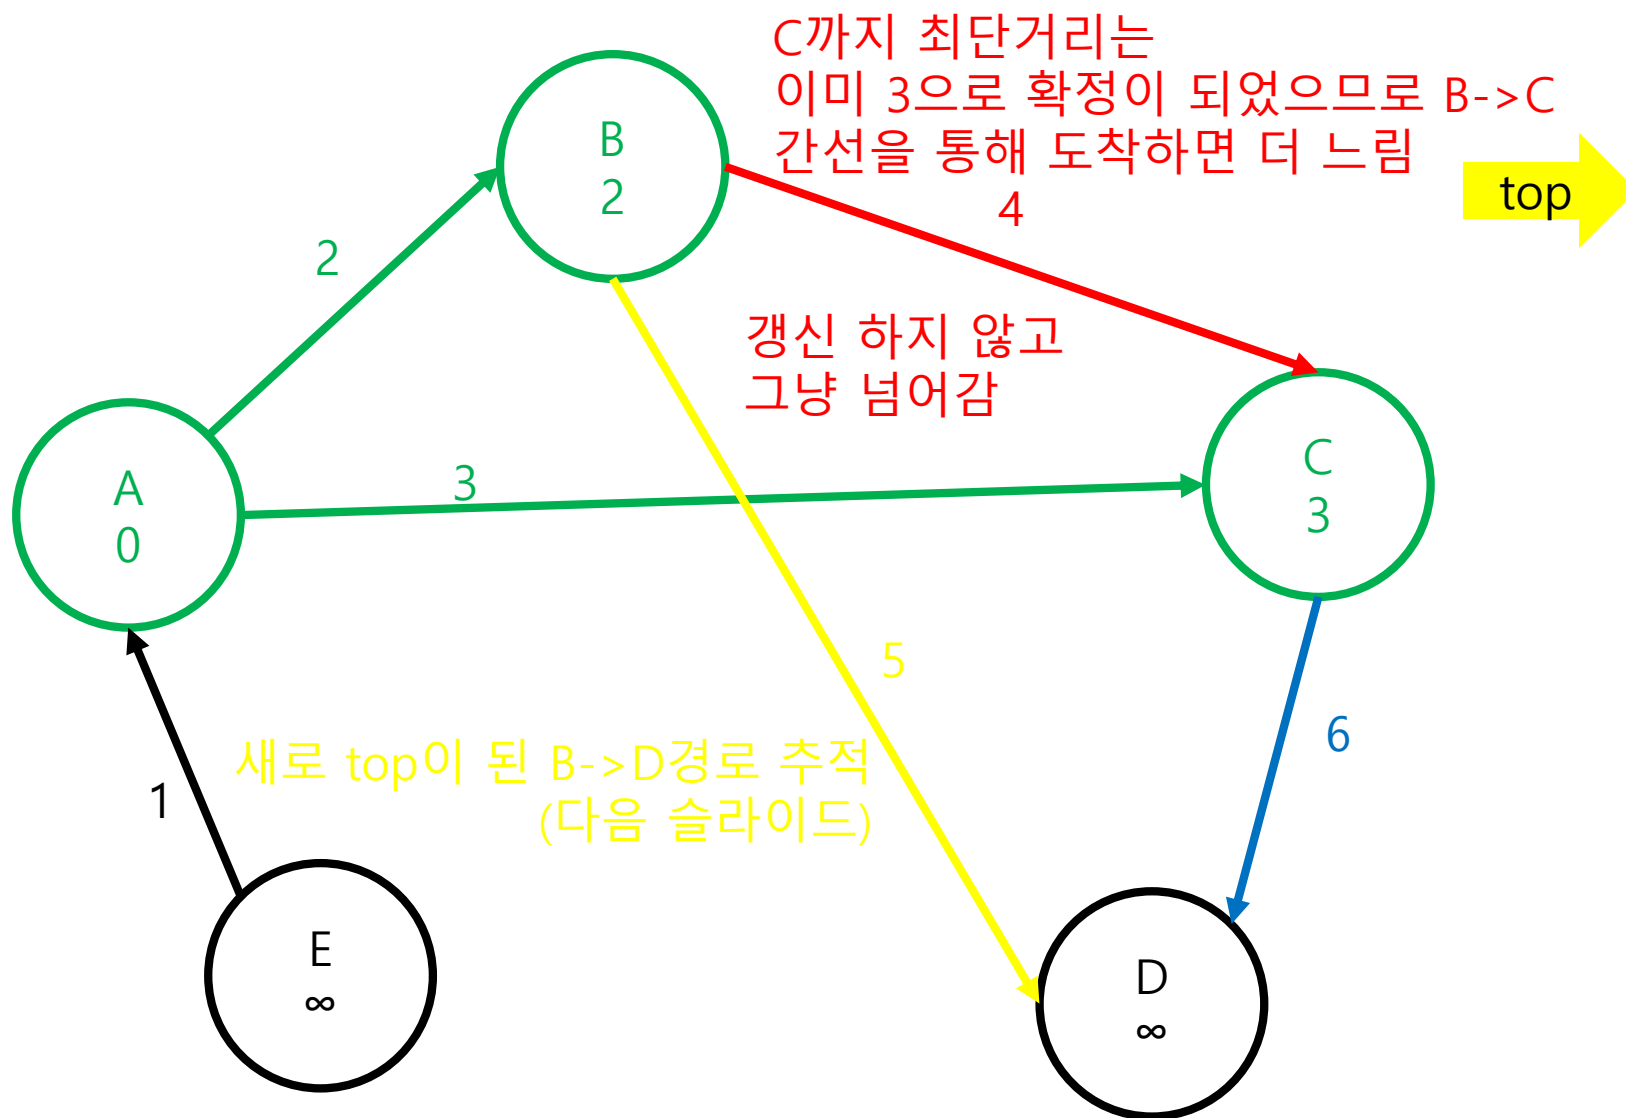 C까지 최단거리는
이미 3으로 확정이 되었으므로 B->C
간선을 통해 도착하면 더 느림
top
B
2
4
2
갱신 하지 않고
그냥 넘어감
A
0
3
C
3
5
6
새로 top이 된 B->D경로 추적
(다음 슬라이드)
1
E
∞
D
∞